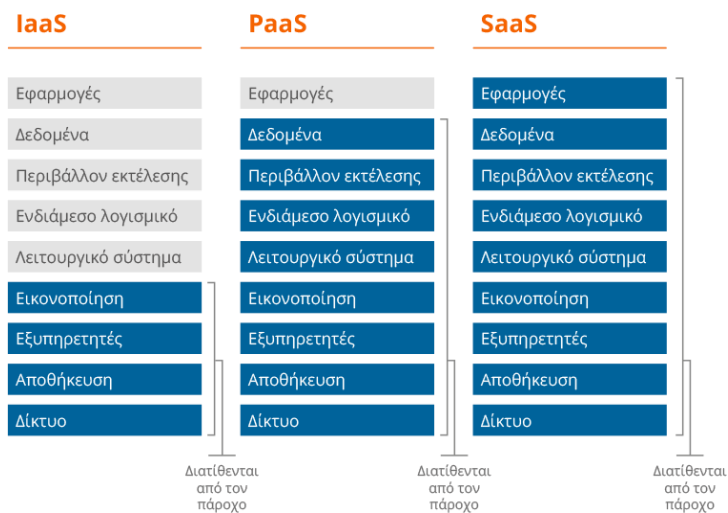 IaaS
Εφαρμογές
Δεδομένα
Περιβάλλον εκτέλεσης
Ενδιάμεσο λογισμικό
Λειτουργικό σύστημα
Εικονοποίηση
Εξυπηρετητές
Αποθήκευση
Δίκτυο
Διατίθενται
από τον
πάροχο
PaaS
Εφαρμογές
Δεδομένα
Περιβάλλον εκτέλεσης
Ενδιάμεσο λογισμικό
Λειτουργικό σύστημα
Εικονοποίηση
Εξυπηρετητές
Αποθήκευση
Δίκτυο
Διατίθενται
από τον
πάροχο
SaaS
Εφαρμογές
Δεδομένα
Περιβάλλον εκτέλεσης
Ενδιάμεσο λογισμικό
Λειτουργικό σύστημα
Εικονοποίηση
Εξυπηρετητές
Αποθήκευση
Δίκτυο
Διατίθενται
από τον
πάροχο